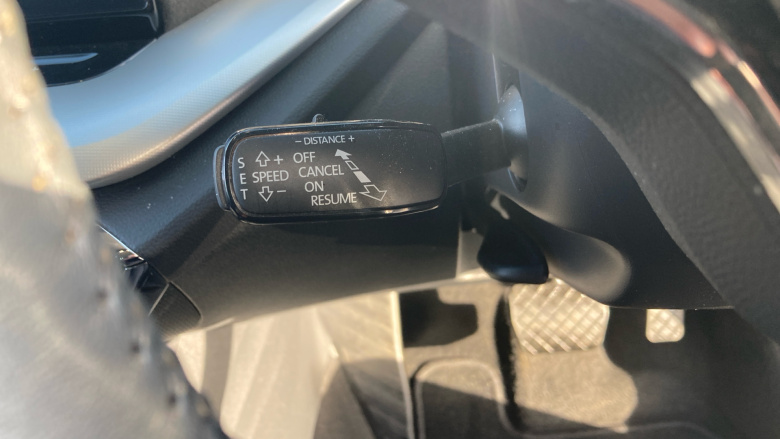 - DISTANCE +
S E T
+
SPEED
-
OFF
CANCEL
ON
RESUME